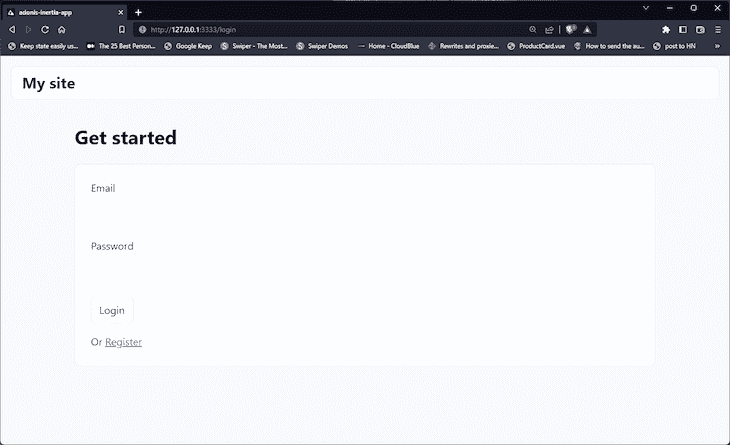 adonis-inertia-app
http://127.0.0.1:3333/login
Keep state easily us... The 25 Best Person... Google Keep Swiper - The Most... Swiper Demos Home - CloudBlue Rewrites and proxie... ProductCard.vue How to send the au... post to HN »
My site
Get started
Email
Password
Login
Or Register